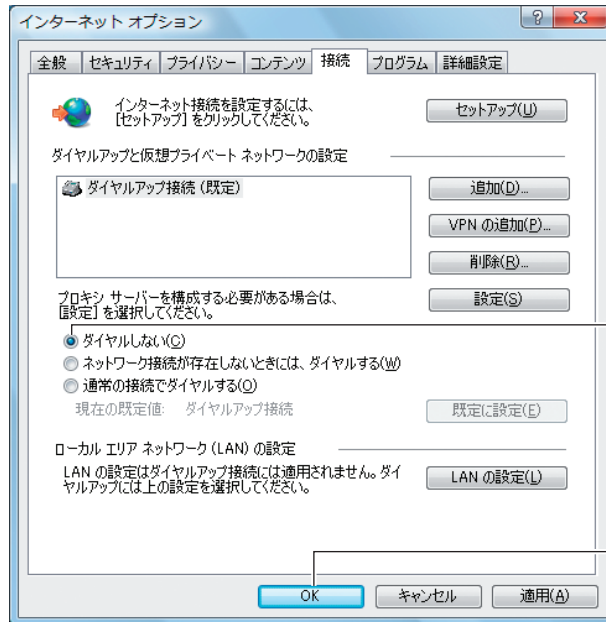 インターネット オプション
全般 セキュリティ プライバシー コンテンツ 接続 プログラム 詳細設定
インターネット接続を設定するには、
[セットアップ] をクリックしてください。
セットアップ(U)
ダイヤルアップと仮想プライベート ネットワークの設定
ダイヤルアップ接続 (既定)
追加(D)...
VPN の追加(P)...
削除(R)...
プロキシ サーバーを構成する必要がある場合は、
[設定] を選択してください。
設定(S)
ダイヤルしない(C)
ネットワーク接続が存在しないときには、ダイヤルする(W)
通常の接続でダイヤルする(O)
現在の既定値: ダイヤルアップ接続
既定に設定(E)
ローカル エリア ネットワーク (LAN) の設定
LAN の設定はダイヤルアップ接続には適用されません。ダイ
ヤルアップには上の設定を選択してください。
LAN の設定(L)
OK キャンセル 適用(A)